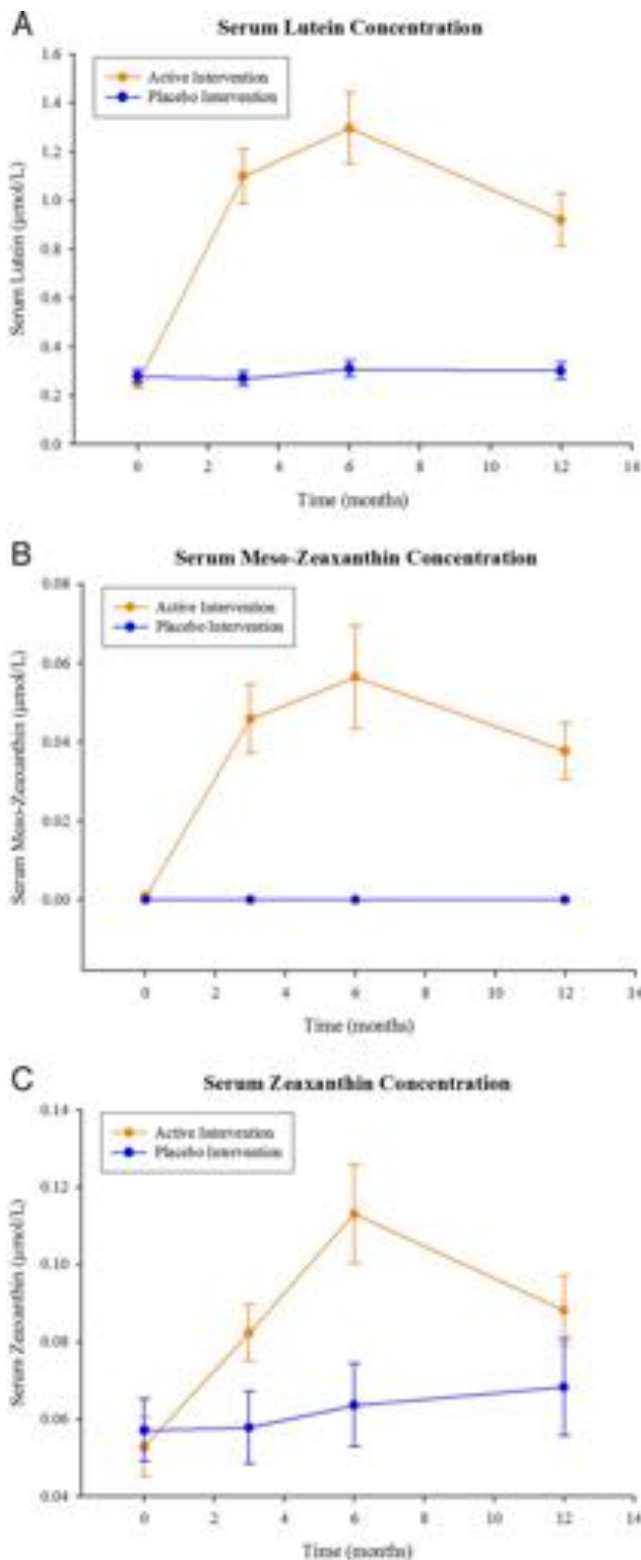 A
Serum Lutein Concentration
Active Intervention
Placebo Intervention
Serum Lutein (μmol/L)
1.6
1.4
1.2
1.0
0.8
0.6
0.4
0.2
0.0
0 2 4 6 8 10 12 14
Time (months)
B
Serum Meso-Zeaxanthin Concentration
Active Intervention
Placebo Intervention
Serum Meso-Zeaxanthin (μmol/L)
0.08
0.06
0.04
0.02
0.00
0 2 4 6 8 10 12 14
Time (months)
C
Serum Zeaxanthin Concentration
Active Intervention
Placebo Intervention
Serum Zeaxanthin (μmol/L)
0.14
0.12
0.10
0.08
0.06
0.04
0 2 4 6 8 10 12 14
Time (months)